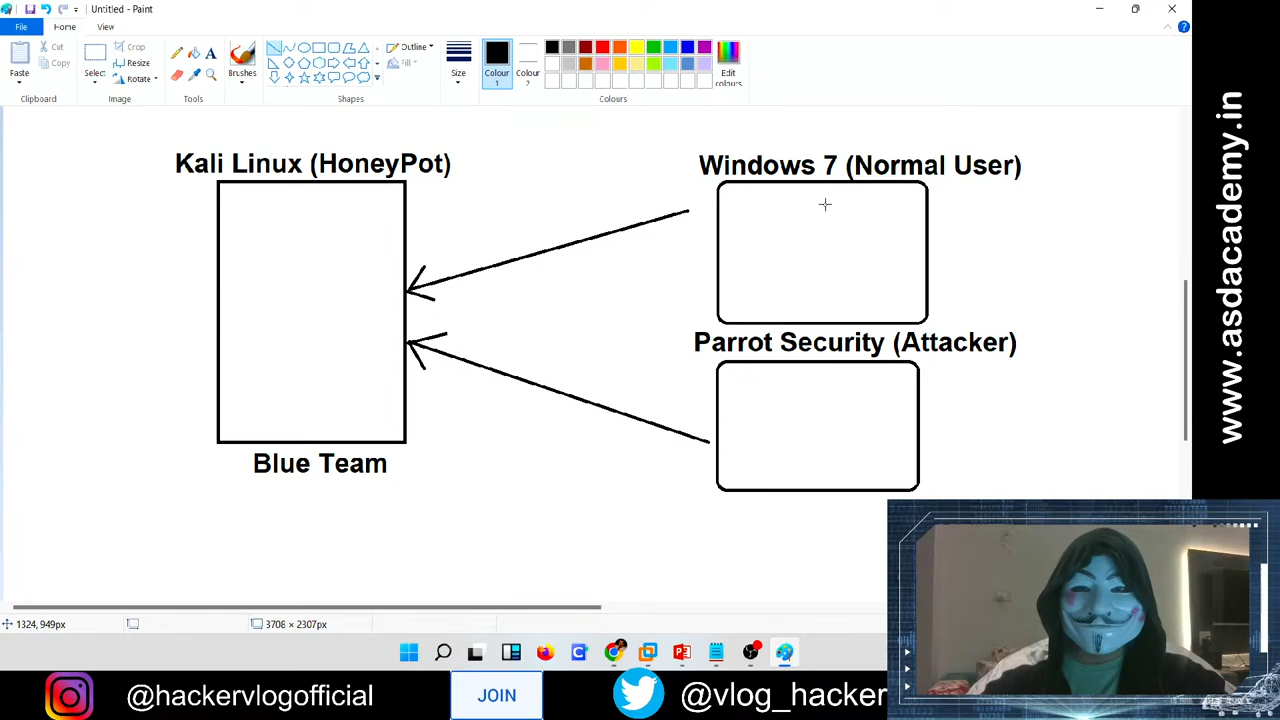 Untitled - Paint
File
Home
View
Paste
Cut
Copy
Clipboard
Select
Crop
Resize
Rotate
Image
Tools
Brushes
Outline
Fill
Shapes
Size
Colour
1
Colour
2
Edit
colours
Colours
Kali Linux (HoneyPot)
Windows 7 (Normal User)
Parrot Security (Attacker)
Blue Team
1324, 949px
3708 × 2307px
www.asdacademy.in
@hackervlogofficial
JOIN
@vlog_hacker